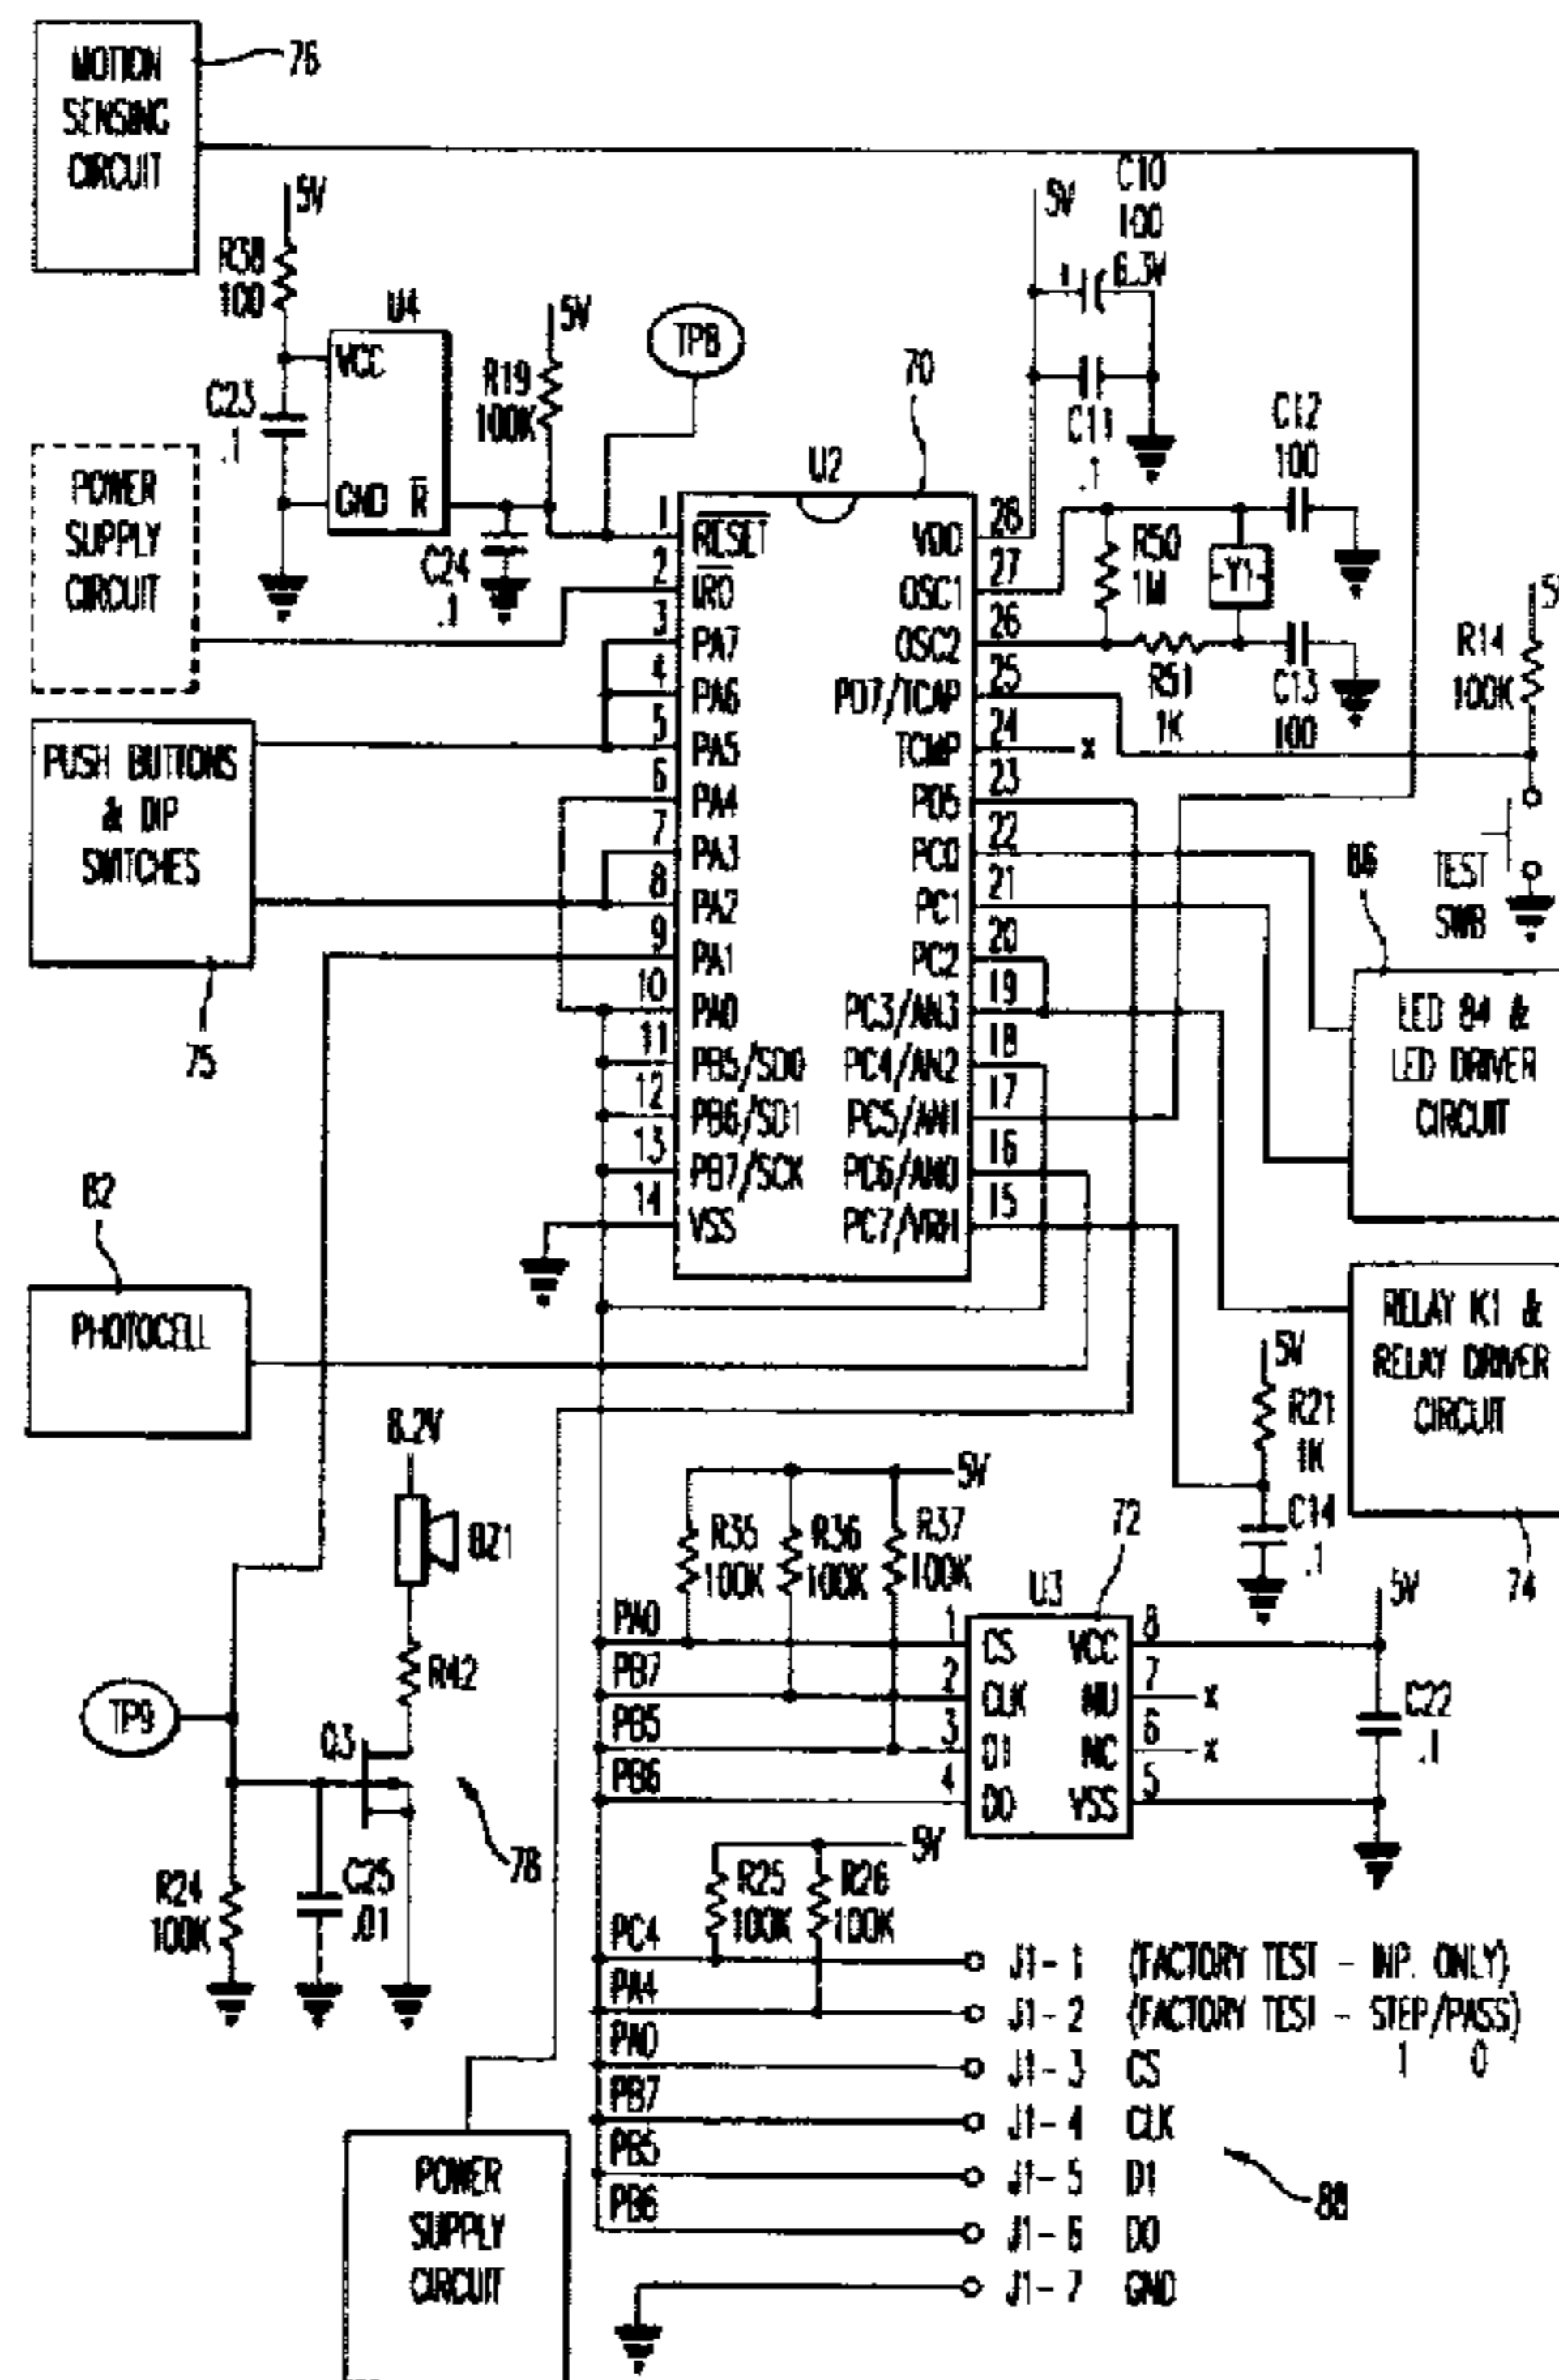 MOTION
SENSING
CIRCUIT
76
5V
R38
100
U4
VCC
GND R
C23
.1
R19
100K
5V
TP8
C24
.1
5V
C10
100
6.3V
C11
.1
70
U2
C12
100
R50
1M
Y1
R51
1K
C13
100
R14
100K
TEST
SW8
POWER
SUPPLY
CIRCUIT
PUSH BUTTONS
& DIP
SWITCHES
75
1 RESET
2 IRQ
3 PA7
4 PA6
5 PA5
6 PA4
7 PA3
8 PA2
9 PA1
10 PA0
11 PB5/SD0
12 PB6/SD1
13 PB7/SCK
14 VSS
VDD 28
OSC1 27
OSC2 26
PD7/TCAP 25
TCMP 24 x
PD5 23
PC0 22
PC1 21
PC2 20
PC3/AN3 19
PC4/AN2 18
PC5/AN1 17
PC6/AN0 16
PC7/VRH 15
86
LED 84 &
LED DRIVER
CIRCUIT
82
PHOTOCELL
RELAY K1 &
RELAY DRIVER
CIRCUIT
74
5V
R21
1K
C14
.1
8.2V
BZ1
R42
TP9
Q3
78
R24
100K
C25
.01
5V
R35
100K
R36
100K
R37
100K
72
U3
PA0 1 CS VCC 8
PB7 2 CLK NU 7 x
PB5 3 D1 NC 6 x
PB6 4 DO VSS 5
5V
C22
.1
5V
R25
100K
R26
100K
PC4 J1-1 (FACTORY TEST - INP. ONLY)
PA4 J1-2 (FACTORY TEST - STEP/PASS)
1 0
PA0 J1-3 CS
PB7 J1-4 CLK
PB5 J1-5 D1
PB6 J1-6 DO
J1-7 GND
POWER
SUPPLY
CIRCUIT